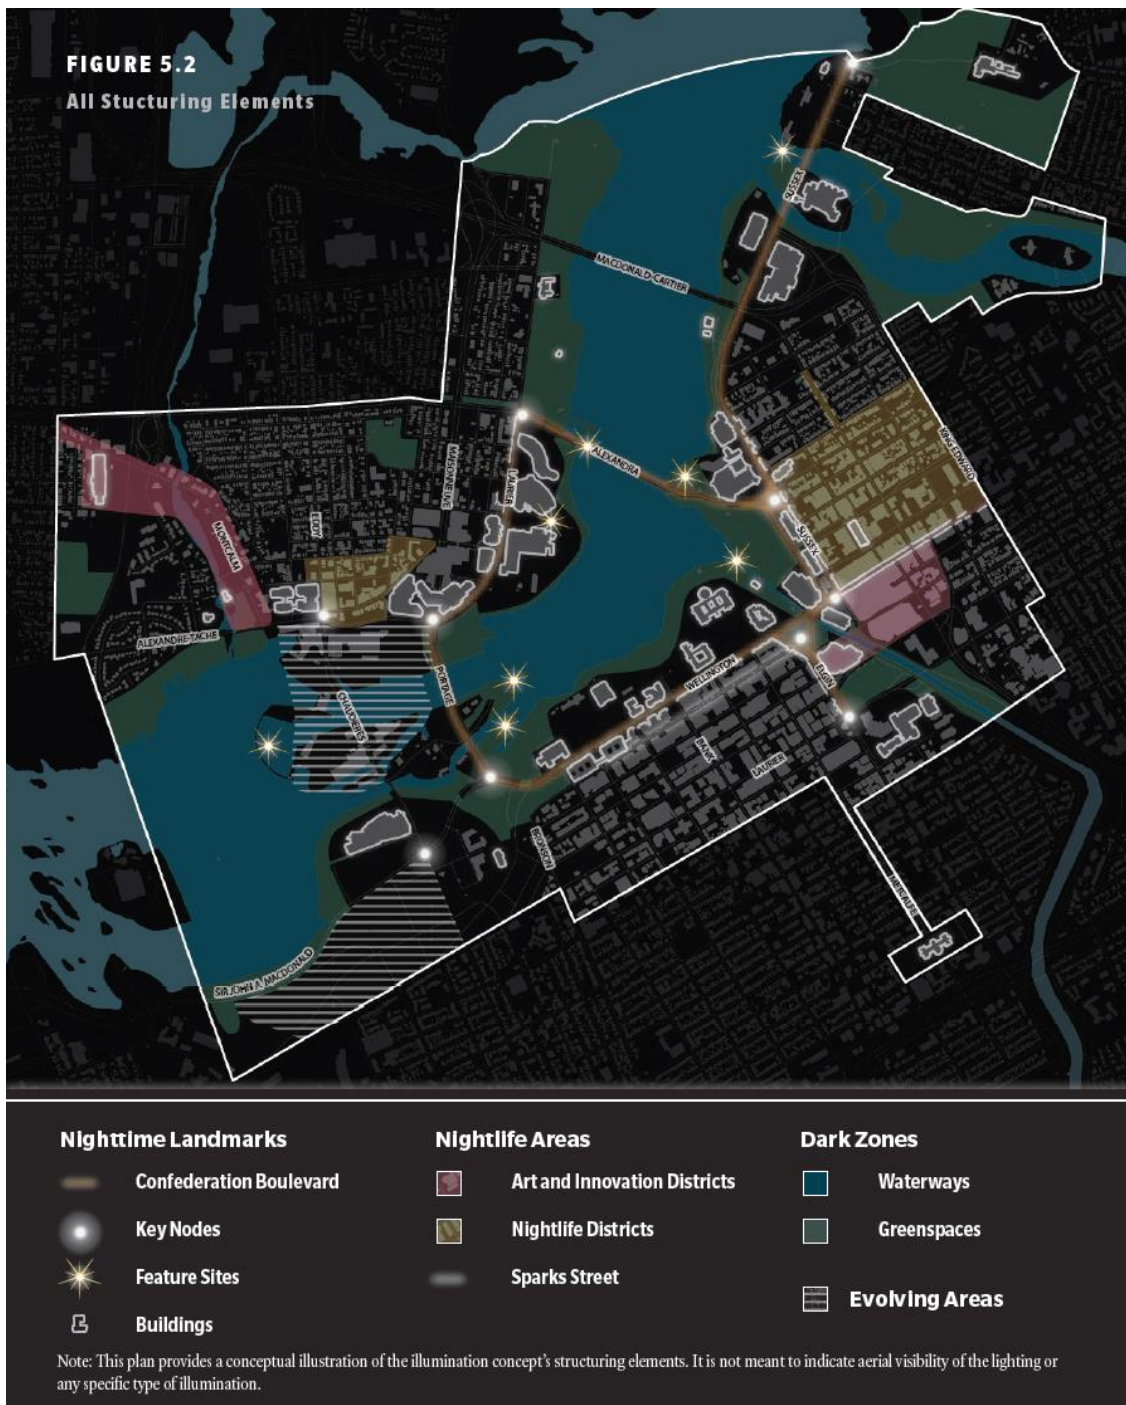 FIGURE 5.2
All Stucturing Elements
SUSSEX
MACDONALD-CARTIER
KING EDWARD
ALEXANDRA
LAURIER
MAISONNEUVE
EDDY
MONTCALM
SUSSEX
ALEXANDRE-TACHE
PORTAGE
CHAUDIERES
WELLINGTON
ELGIN
BANK
LAURIER
BRONSON
METCALFE
SIR JOHN A. MACDONALD
Nighttime Landmarks
Confederation Boulevard
Key Nodes
Feature Sites
Buildings
Nightlife Areas
Art and Innovation Districts
Nightlife Districts
Sparks Street
Dark Zones
Waterways
Greenspaces
Evolving Areas
Note: This plan provides a conceptual illustration of the illumination concept's structuring elements. It is not meant to indicate aerial visibility of the lighting or
any specific type of illumination.